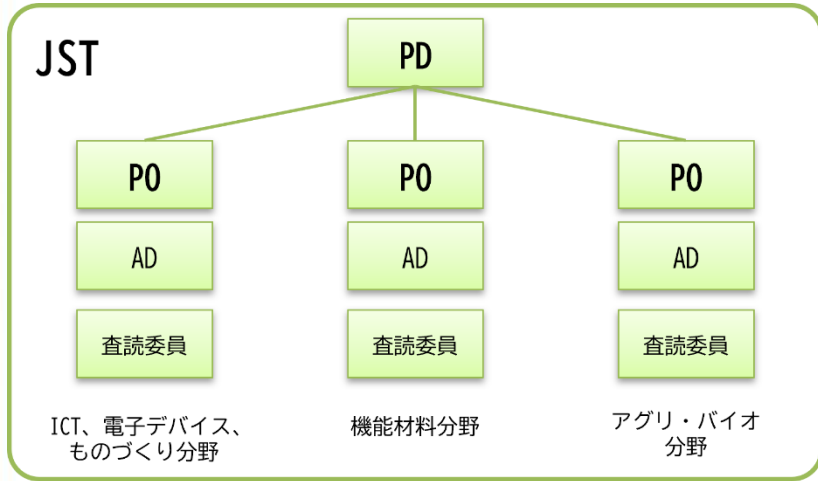 JST
PD
PO
PO
PO
AD
AD
AD
査読委員
査読委員
査読委員
ICT、電子デバイス、
ものづくり分野
機能材料分野
アグリ・バイオ
分野